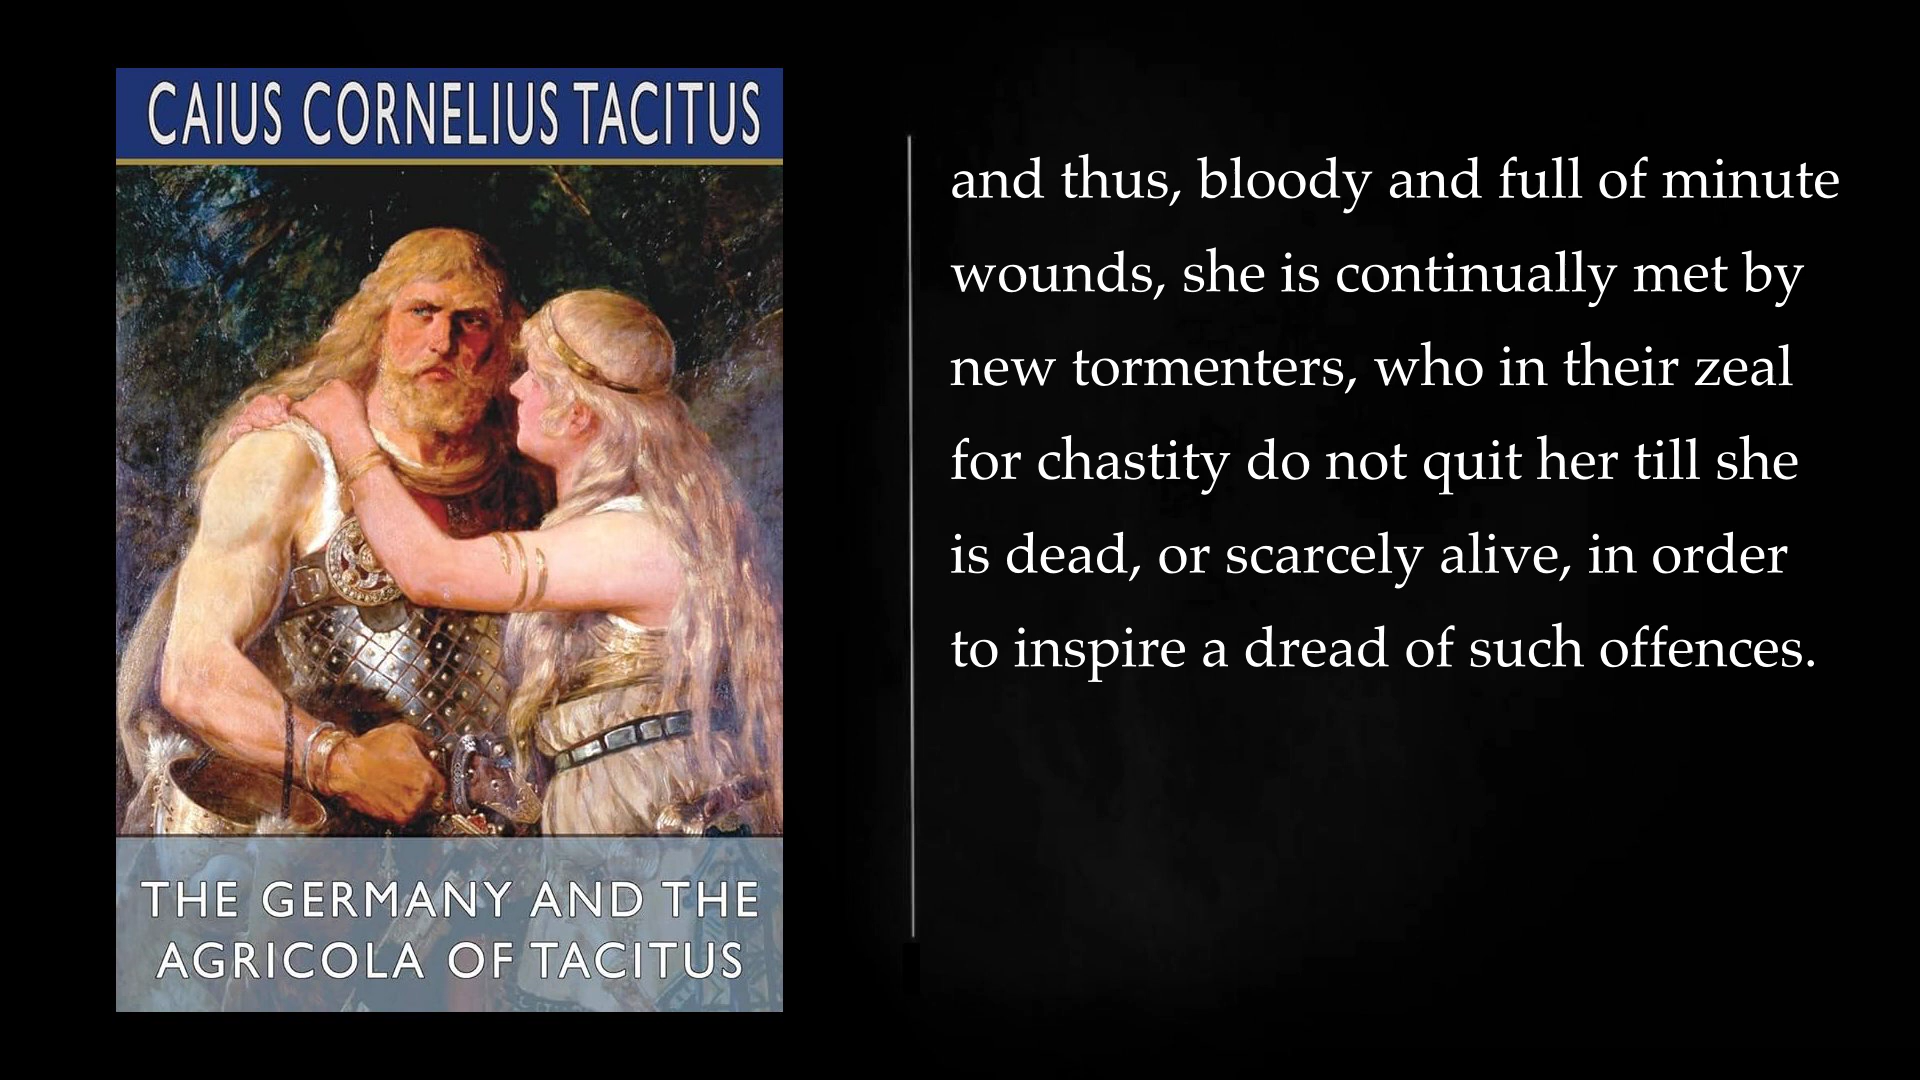 CAIUS CORNELIUS TACITUS
THE GERMANY AND THE
AGRICOLA OF TACITUS
and thus, bloody and full of minute
wounds, she is continually met by
new tormenters, who in their zeal
for chastity do not quit her till she
is dead, or scarcely alive, in order
to inspire a dread of such offences.